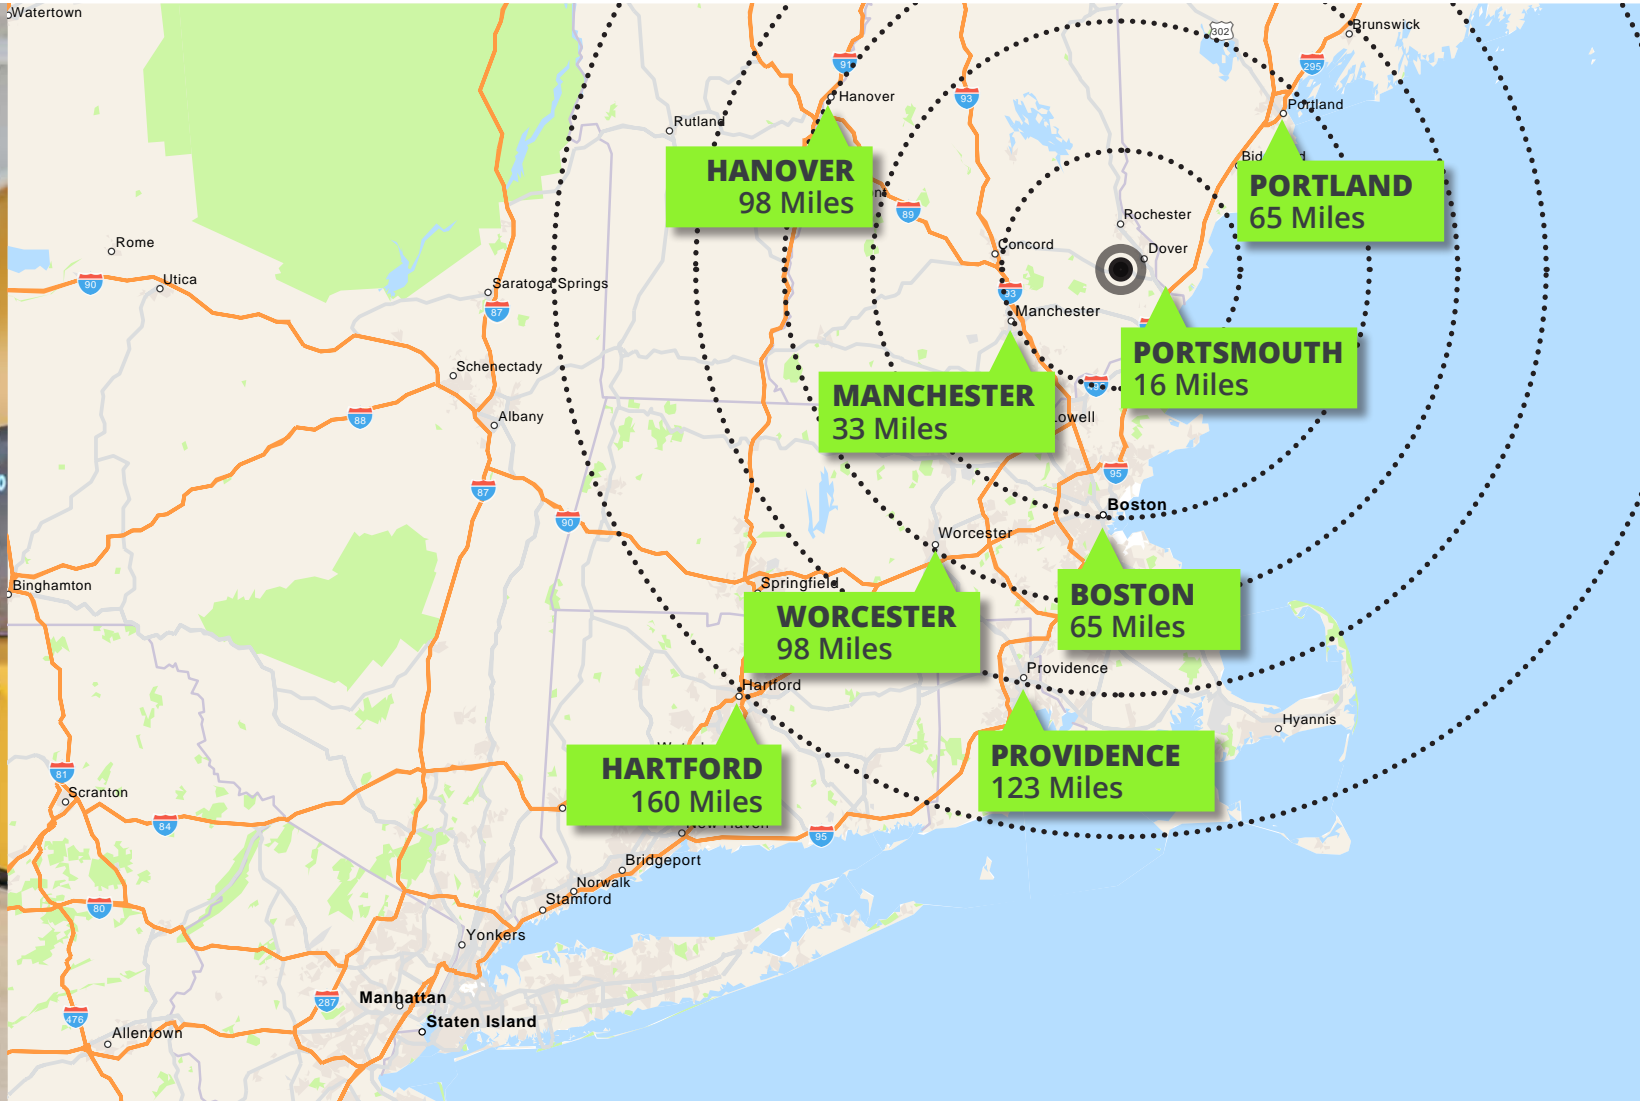 Watertown
Brunswick
302
295
91
93
Hanover
Portland
Rutland
HANOVER
98 Miles
PORTLAND
65 Miles
89
Rochester
Rome
Concord
Dover
90
Utica
Saratoga Springs
93
87
Manchester
PORTSMOUTH
16 Miles
Schenectady
MANCHESTER
33 Miles
88
Albany
95
87
90
Boston
Worcester
Binghamton
Springfield
BOSTON
65 Miles
WORCESTER
98 Miles
Providence
Hartford
Hyannis
HARTFORD
160 Miles
PROVIDENCE
123 Miles
81
Scranton
84
New Haven
95
Bridgeport
Norwalk
Stamford
80
Yonkers
Manhattan
287
476
Staten Island
Allentown